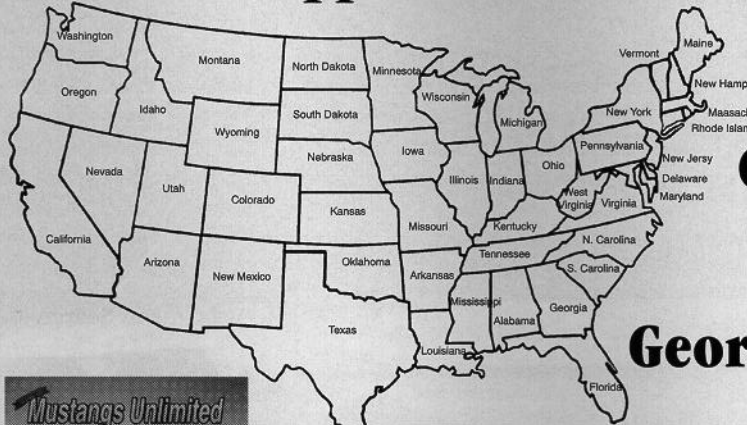 Washington
Montana
North Dakota
Minnesota
Vermont
Maine
Oregon
Idaho
Wyoming
South Dakota
Wisconsin
Michigan
New York
New Hamp
Maasach
Rhode Islan
Nevada
Utah
Colorado
Nebraska
Iowa
Illinois
Indiana
Ohio
Pennsylvania
New Jersy
Delaware
Maryland
West
Virginia
Virginia
California
Kansas
Missouri
Kentucky
Arizona
New Mexico
Oklahoma
Arkansas
Tennessee
N. Carolina
S. Carolina
Texas
Louisiana
Mississippi
Alabama
Georgia
Florida
Geor
Mustangs Unlimited